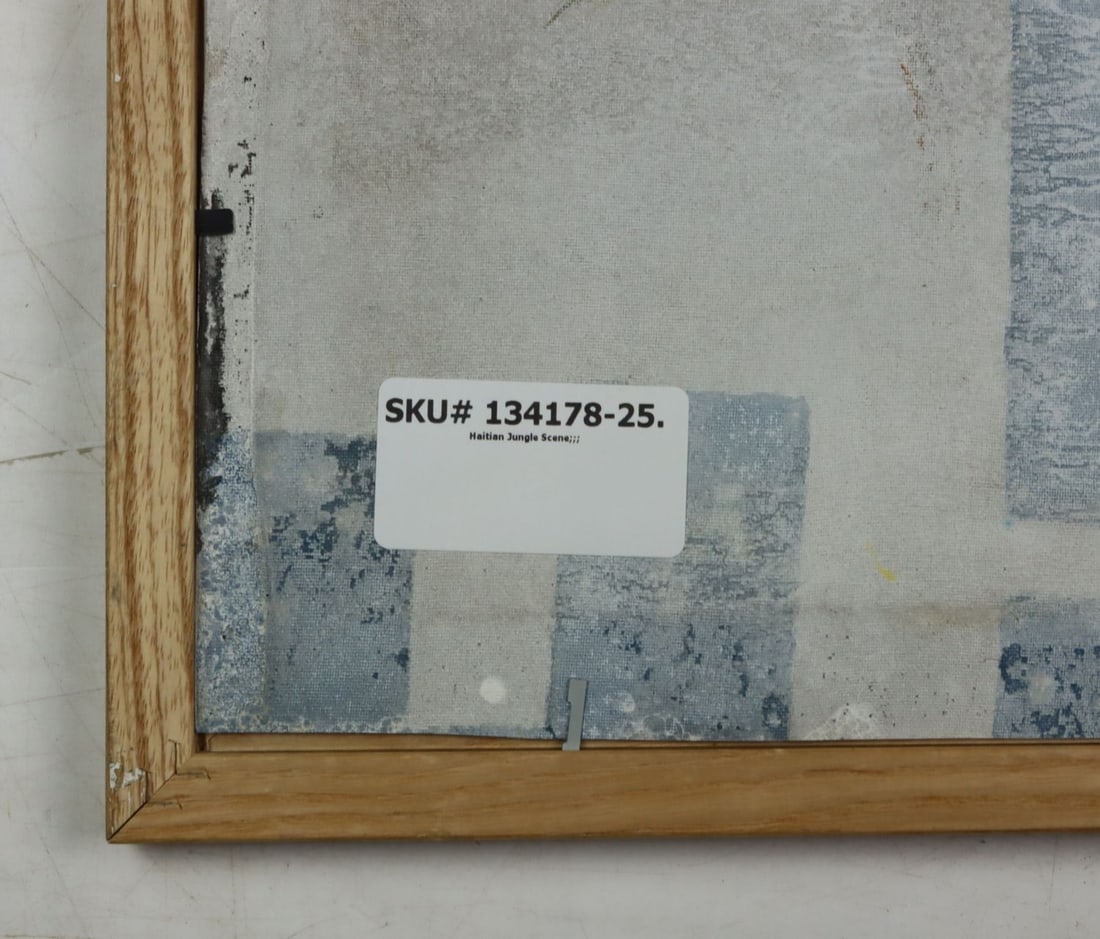 SKU# 134178-25.
Haitian Jungle Scene;;;